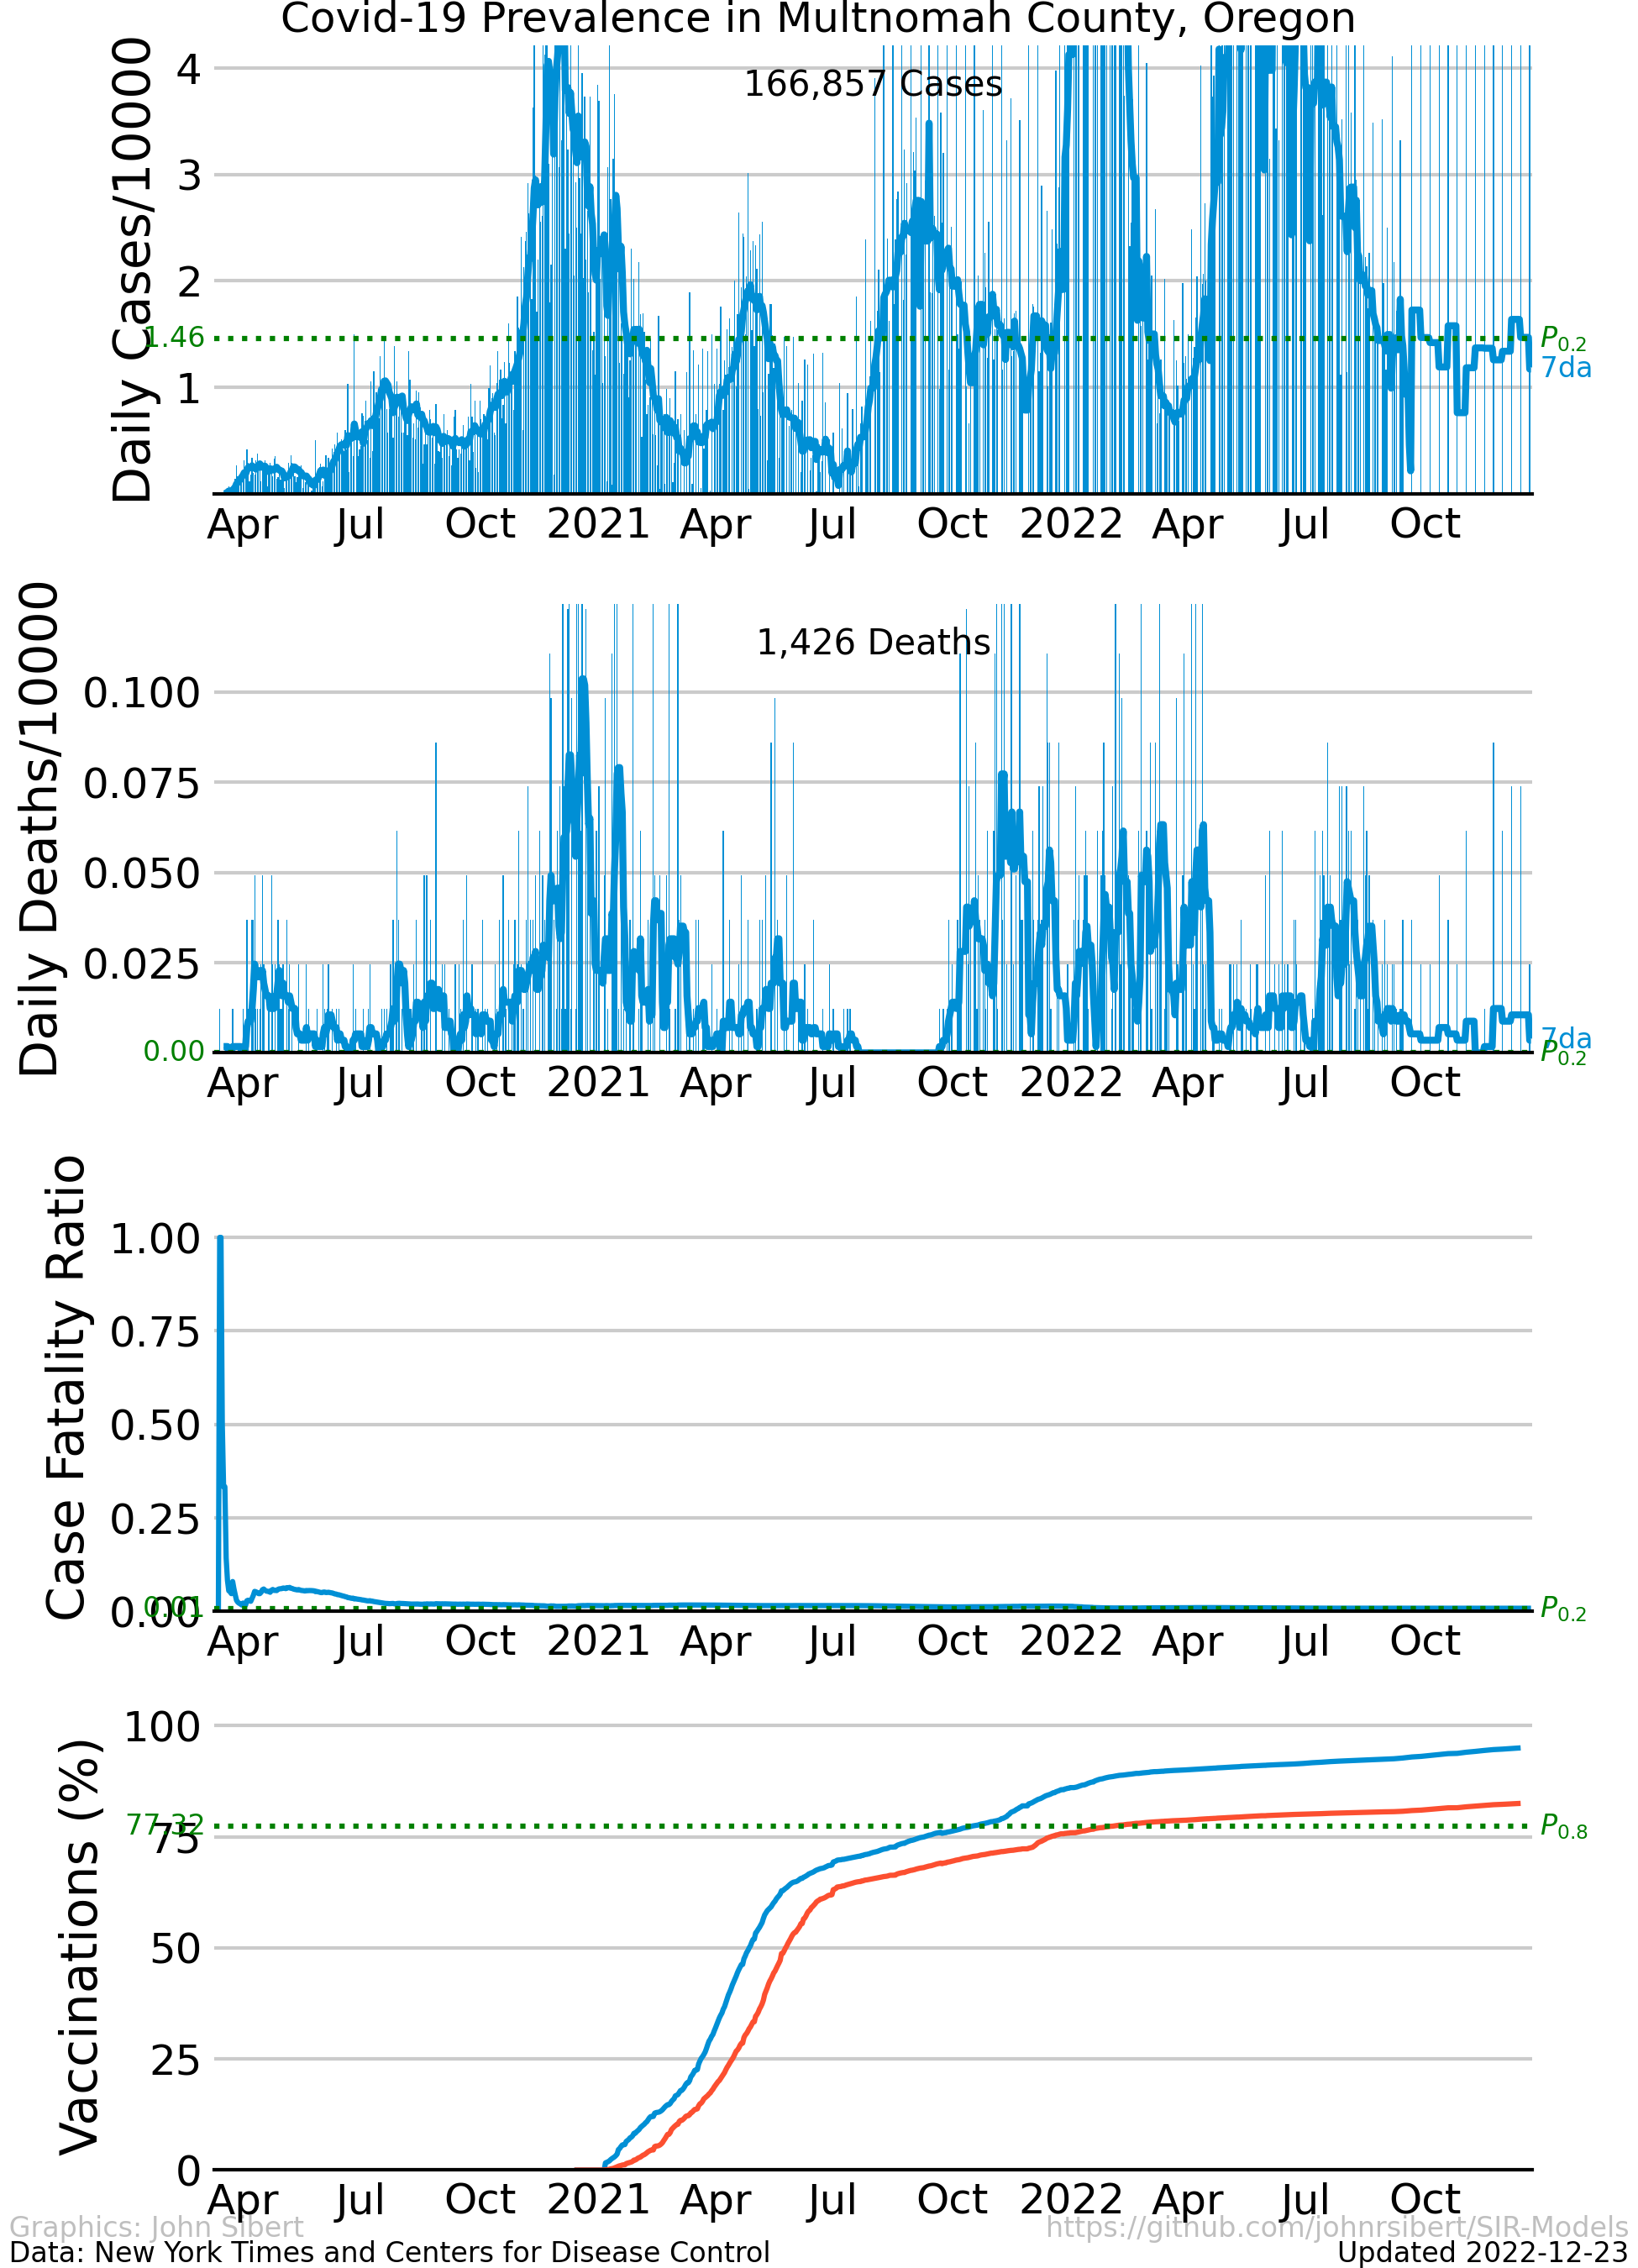 Covid-19 Prevalence in Multnomah County, Oregon
Daily Cases/10000
166,857 Cases
4
3
2
1
1.46
P0.2
7da
Apr Jul Oct 2021 Apr Jul Oct 2022 Apr Jul Oct
Daily Deaths/10000
1,426 Deaths
0.100
0.075
0.050
0.025
0.00
7da
P0.2
Apr Jul Oct 2021 Apr Jul Oct 2022 Apr Jul Oct
Case Fatality Ratio
1.00
0.75
0.50
0.25
0.00
0.01
P0.2
Apr Jul Oct 2021 Apr Jul Oct 2022 Apr Jul Oct
Vaccinations (%)
100
77.32
P0.8
75
50
25
0
Apr Jul Oct 2021 Apr Jul Oct 2022 Apr Jul Oct
Graphics: John Sibert
https://github.com/johnrsibert/SIR-Models
Data: New York Times and Centers for Disease Control
Updated 2022-12-23